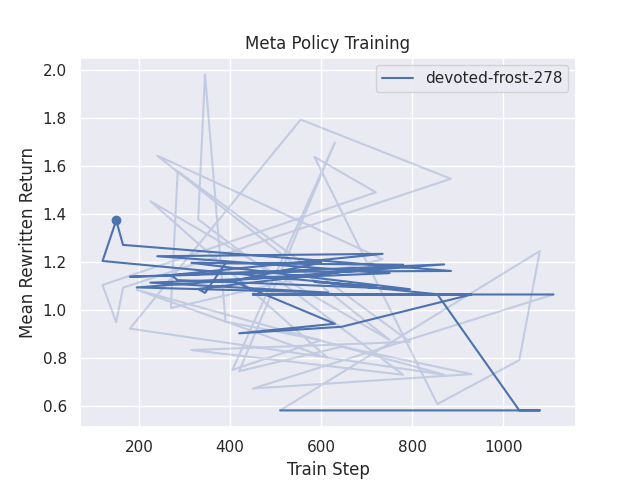 Meta Policy Training
devoted-frost-278
Mean Rewritten Return
2.0
1.8
1.6
1.4
1.2
1.0
0.8
0.6
200 400 600 800 1000
Train Step